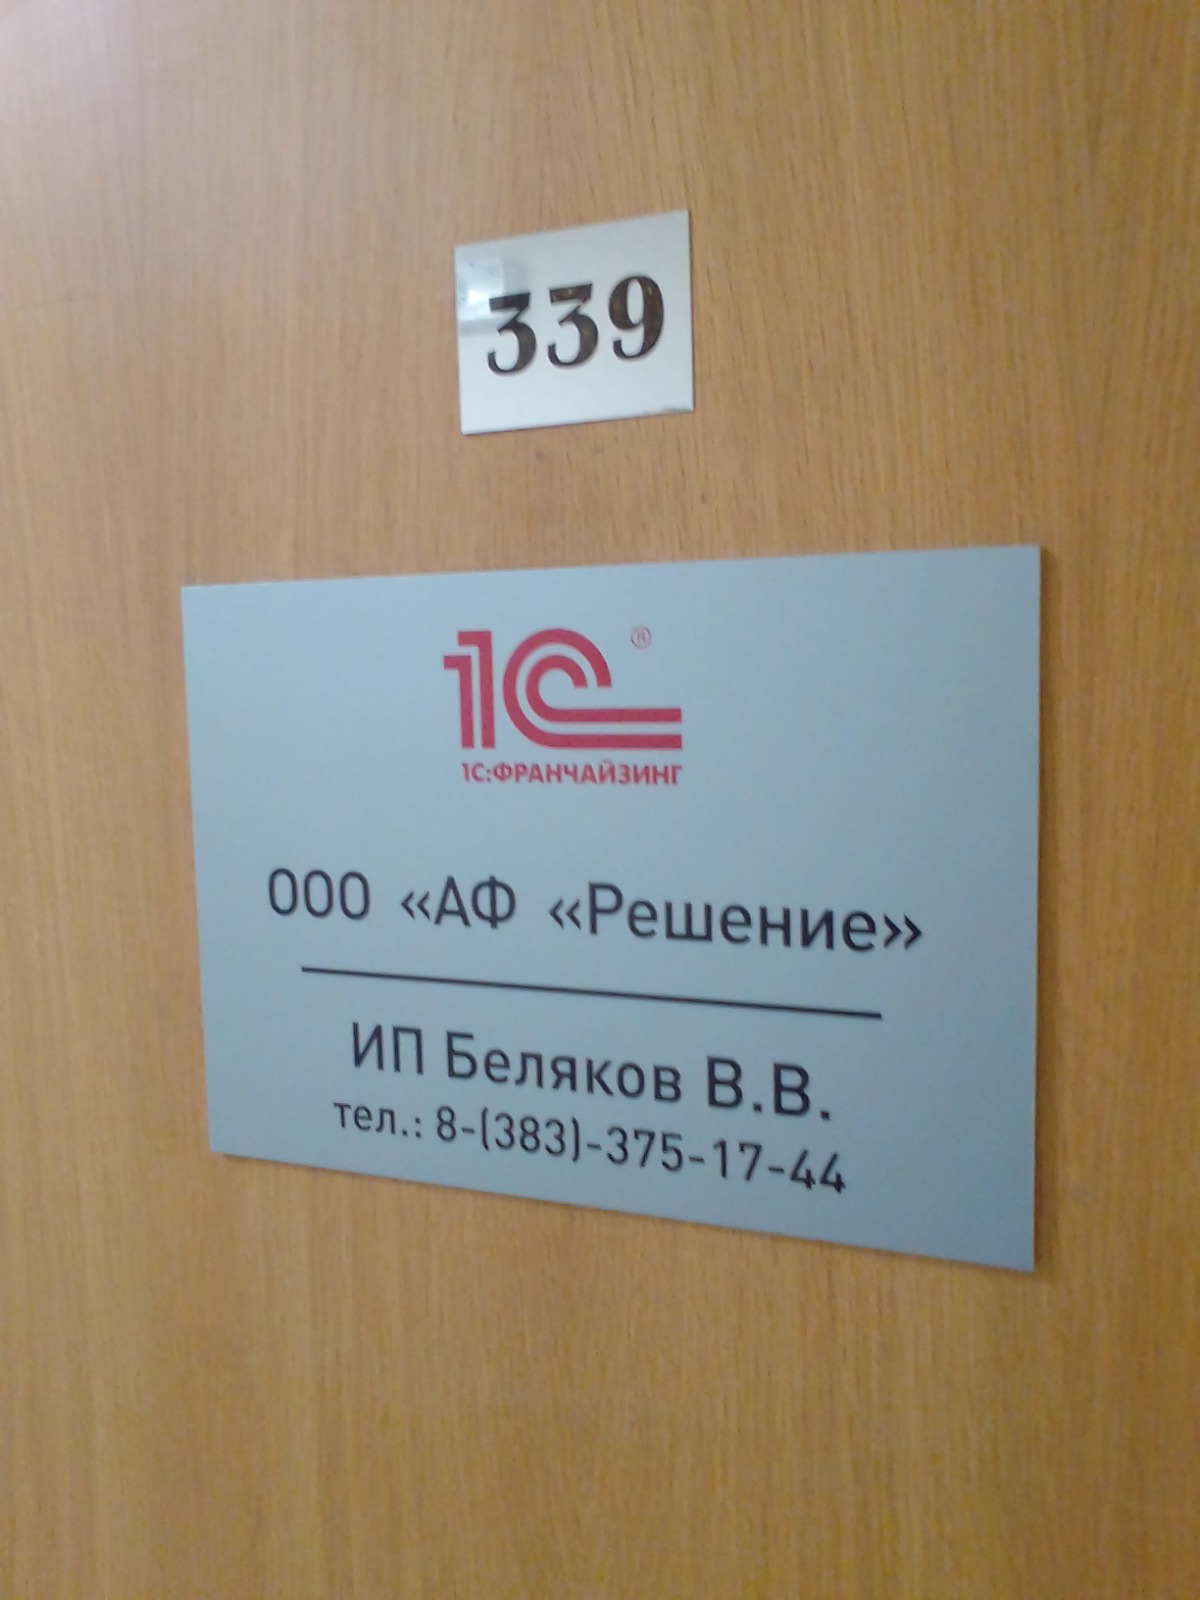 339
1С ®
1С:ФРАНЧАЙЗИНГ
ООО «АФ «Решение»
ИП Беляков В.В.
тел.: 8-(383)-375-17-44